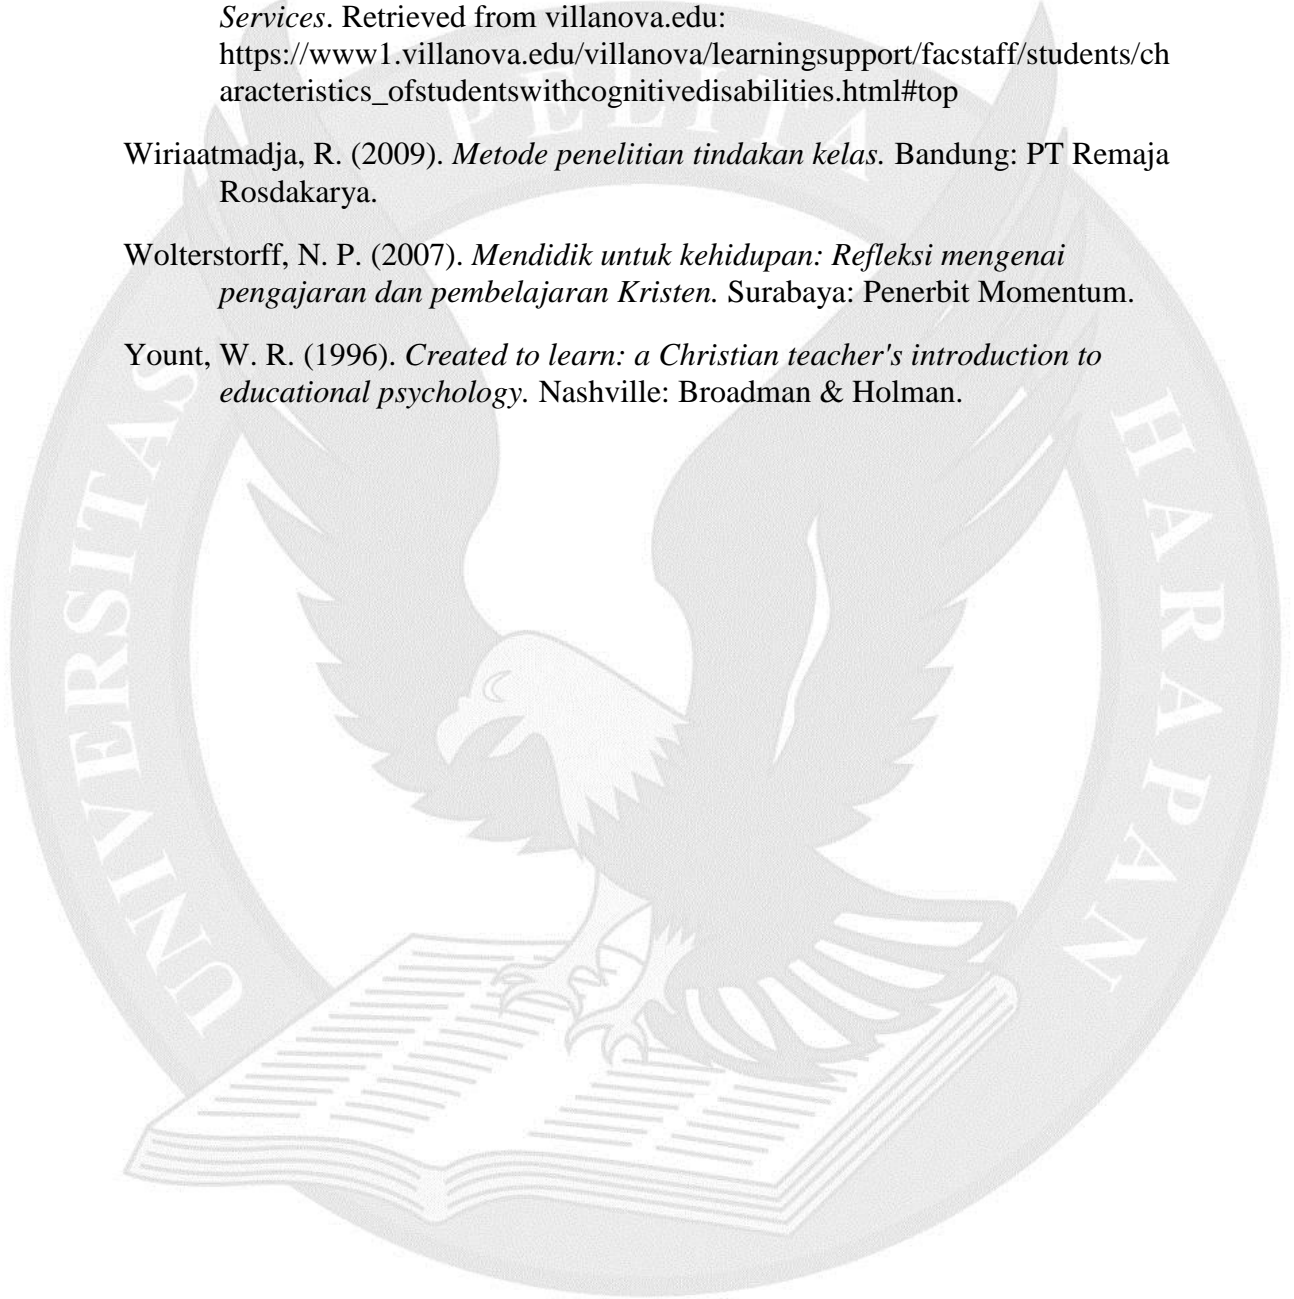 Services. Retrieved from villanova.edu:
https://www1.villanova.edu/villanova/learningsupport/facstaff/students/ch
aracteristics_ofstudentswithcognitivedisabilities.html#top
Wiriaatmadja, R. (2009). Metode penelitian tindakan kelas. Bandung: PT Remaja
Rosdakarya.
Wolterstorff, N. P. (2007). Mendidik untuk kehidupan: Refleksi mengenai
pengajaran dan pembelajaran Kristen. Surabaya: Penerbit Momentum.
Yount, W. R. (1996). Created to learn: a Christian teacher's introduction to
educational psychology. Nashville: Broadman & Holman.
UNIVERSITAS PELITA HARAPAN